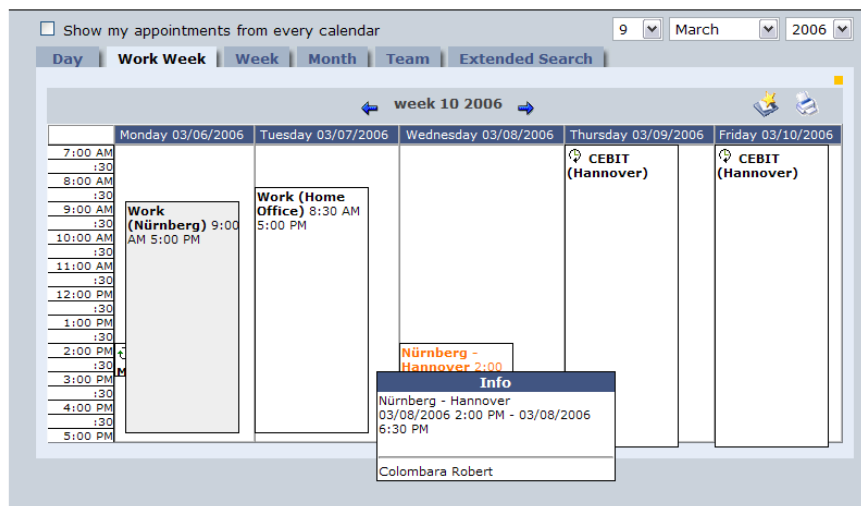 Show my appointments from every calendar
9 March 2006
Day Work Week Week Month Team Extended Search
week 10 2006
Monday 03/06/2006 Tuesday 03/07/2006 Wednesday 03/08/2006 Thursday 03/09/2006 Friday 03/10/2006
7:00 AM
:30
8:00 AM
:30
9:00 AM
:30
10:00 AM
:30
11:00 AM
:30
12:00 PM
:30
1:00 PM
:30
2:00 PM
:30
3:00 PM
:30
4:00 PM
:30
5:00 PM
M
Work
(Nürnberg) 9:00
AM 5:00 PM
Work (Home
Office) 8:30 AM
5:00 PM
Nürnberg -
Hannover 2:00
CEBIT
(Hannover)
CEBIT
(Hannover)
Info
Nürnberg - Hannover
03/08/2006 2:00 PM - 03/08/2006
6:30 PM
Colombara Robert